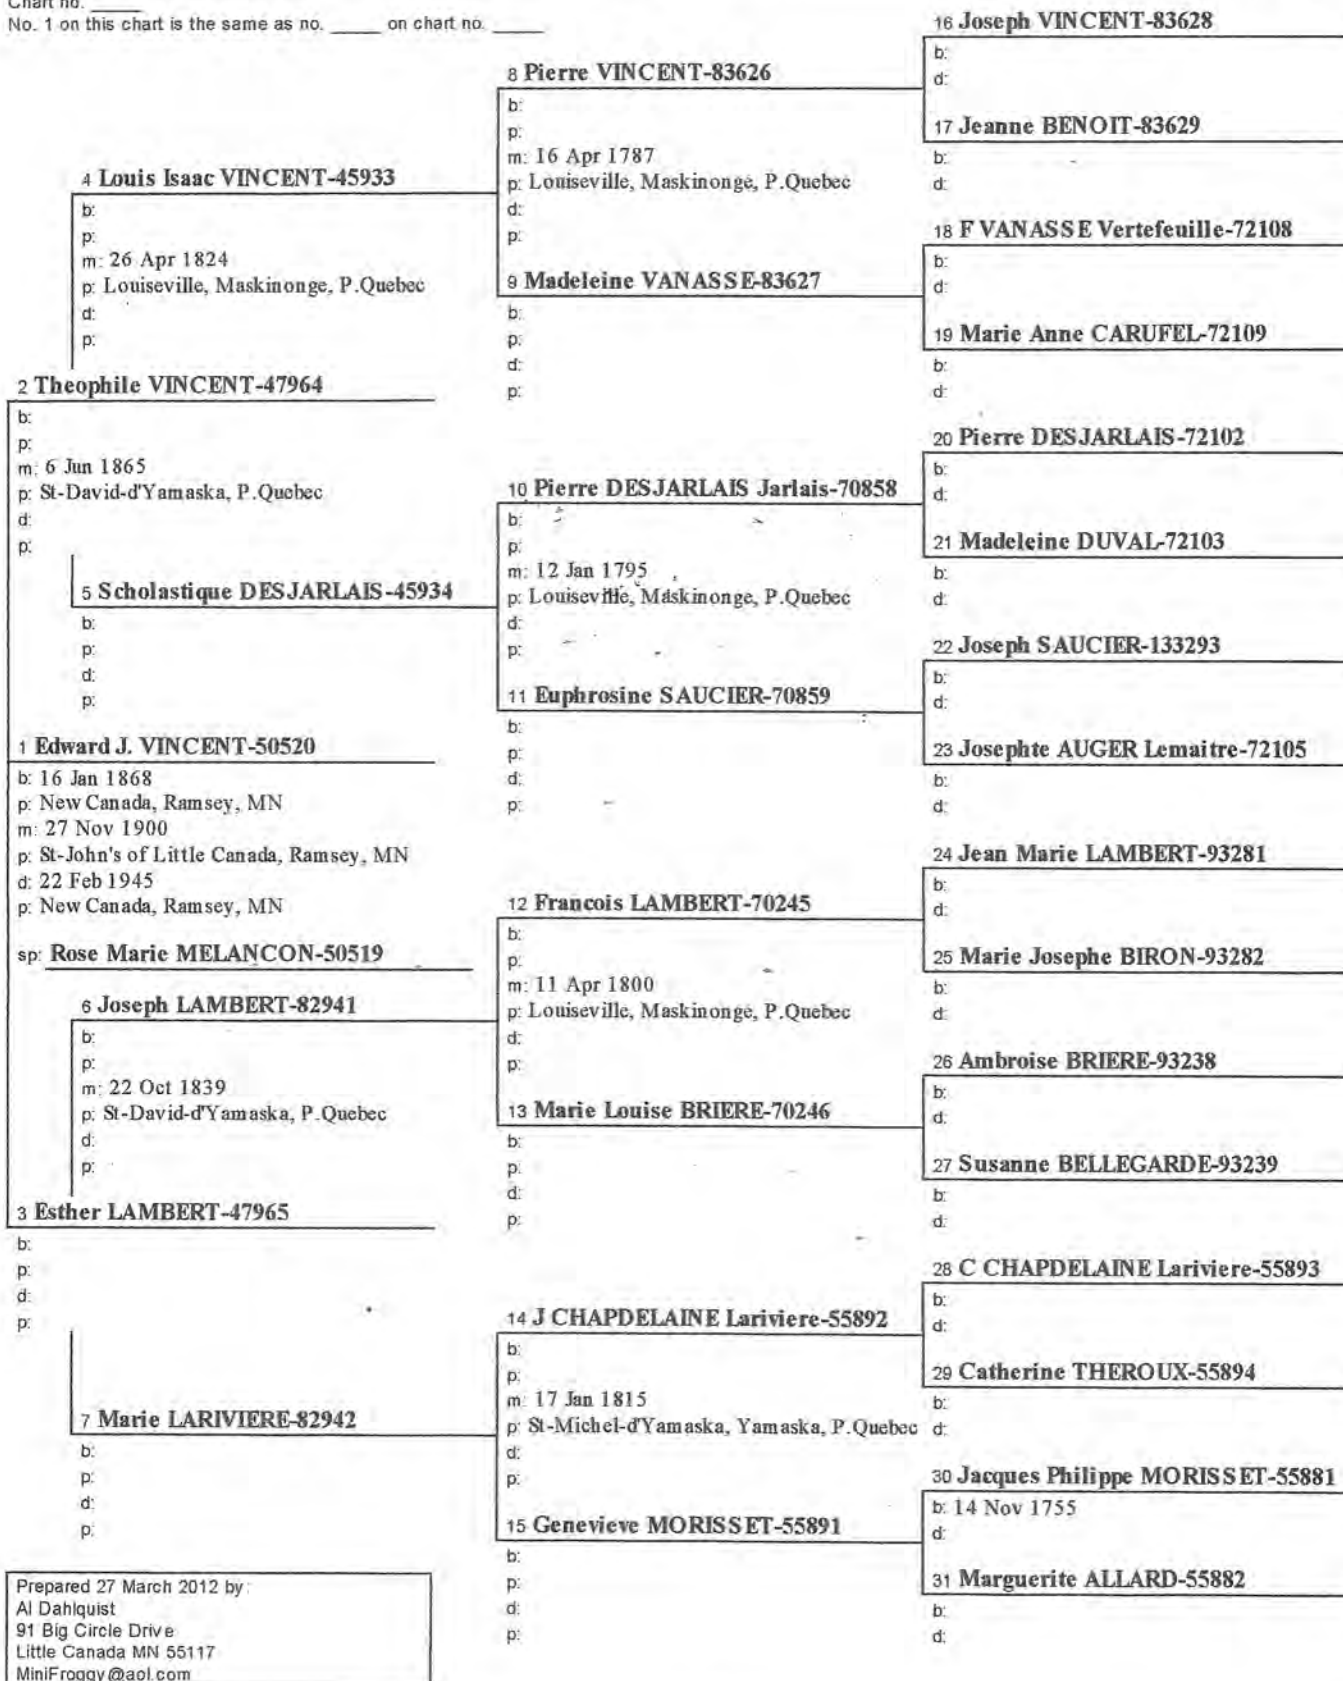 Chart no. _____
No. 1 on this chart is the same as no. _____ on chart no. _____
16 Joseph VINCENT-83628
b:
d:
8 Pierre VINCENT-83626
b:
p:
m: 16 Apr 1787
p: Louiseville, Maskinonge, P.Quebec
d:
p:
17 Jeanne BENOIT-83629
b:
d:
4 Louis Isaac VINCENT-45933
b:
p:
m: 26 Apr 1824
p: Louiseville, Maskinonge, P.Quebec
d:
p:
18 F VANASSE Vertefeuille-72108
b:
d:
9 Madeleine VANASSE-83627
b:
p:
d:
p:
19 Marie Anne CARUFEL-72109
b:
d:
2 Theophile VINCENT-47964
b:
p:
m: 6 Jun 1865
p: St-David-d'Yamaska, P.Quebec
d:
p:
20 Pierre DESJARLAIS-72102
b:
d:
10 Pierre DESJARLAIS Jarlais-70858
b:
p:
m: 12 Jan 1795
p: Louiseville, Maskinonge, P.Quebec
d:
p:
21 Madeleine DUVAL-72103
b:
d:
5 Scholastique DESJARLAIS-45934
b:
p:
d:
p:
22 Joseph SAUCIER-133293
b:
d:
11 Euphrosine SAUCIER-70859
b:
p:
d:
p:
23 Josephte AUGER Lemaitre-72105
b:
d:
1 Edward J. VINCENT-50520
b: 16 Jan 1868
p: New Canada, Ramsey, MN
m: 27 Nov 1900
p: St-John's of Little Canada, Ramsey, MN
d: 22 Feb 1945
p: New Canada, Ramsey, MN
sp: Rose Marie MELANCON-50519
24 Jean Marie LAMBERT-93281
b:
d:
12 Francois LAMBERT-70245
b:
p:
m: 11 Apr 1800
p: Louiseville, Maskinonge, P.Quebec
d:
p:
25 Marie Josephe BIRON-93282
b:
d:
6 Joseph LAMBERT-82941
b:
p:
m: 22 Oct 1839
p: St-David-d'Yamaska, P.Quebec
d:
p:
26 Ambroise BRIERE-93238
b:
d:
13 Marie Louise BRIERE-70246
b:
p:
d:
p:
27 Susanne BELLEGARDE-93239
b:
d:
3 Esther LAMBERT-47965
b:
p:
d:
p:
28 C CHAPDELAINE Lariviere-55893
b:
d:
14 J CHAPDELAINE Lariviere-55892
b:
p:
m: 17 Jan 1815
p: St-Michel-d'Yamaska, Yamaska, P.Quebec
d:
p:
29 Catherine THEROUX-55894
b:
d:
7 Marie LARIVIERE-82942
b:
p:
d:
p:
30 Jacques Philippe MORISSET-55881
b: 14 Nov 1755
d:
15 Genevieve MORISSET-55891
b:
p:
d:
p:
31 Marguerite ALLARD-55882
b:
d:
Prepared 27 March 2012 by:
Al Dahlquist
91 Big Circle Drive
Little Canada MN 55117
MiniFroggy@aol.com